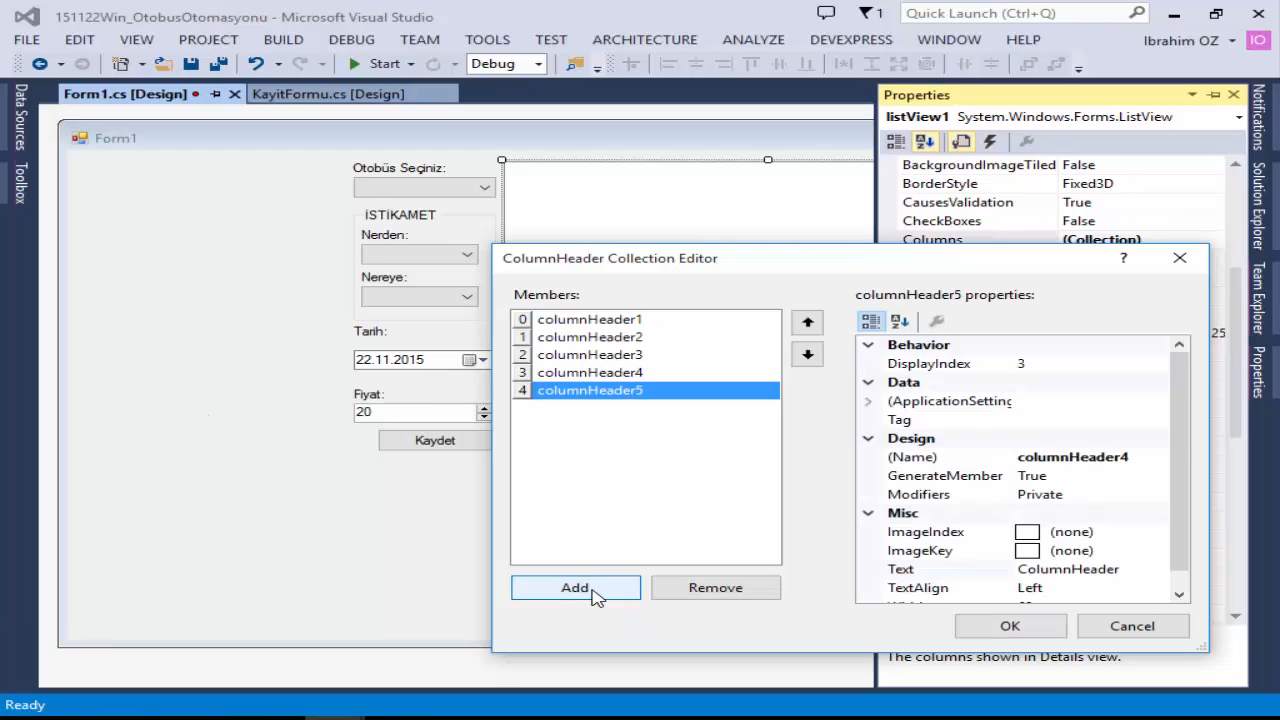 151122Win_OtobusOtomasyonu - Microsoft Visual Studio
1
Quick Launch (Ctrl+Q)
FILE EDIT VIEW PROJECT BUILD DEBUG TEAM TOOLS TEST ARCHITECTURE ANALYZE DEVEXPRESS WINDOW HELP
Ibrahim OZ
IO
Start
Debug
Form1.cs [Design]
KayitFormu.cs [Design]
Data Sources
Toolbox
Form1
Otobüs Seçiniz:
İSTİKAMET
Nerden:
Nereye:
Tarih:
22.11.2015
Fiyat:
20
Kaydet
Properties
listView1 System.Windows.Forms.ListView
BackgroundImageTiled False
BorderStyle Fixed3D
CausesValidation True
CheckBoxes False
Columns (Collection)
25
The columns shown in Details view.
Notifications
Solution Explorer
Team Explorer
Properties
ColumnHeader Collection Editor
?
Members:
0 columnHeader1
1 columnHeader2
2 columnHeader3
3 columnHeader4
4 columnHeader5
Add
Remove
columnHeader5 properties:
Behavior
DisplayIndex 3
Data
(ApplicationSetting
Tag
Design
(Name) columnHeader4
GenerateMember True
Modifiers Private
Misc
ImageIndex (none)
ImageKey (none)
Text ColumnHeader
TextAlign Left
OK
Cancel
Ready